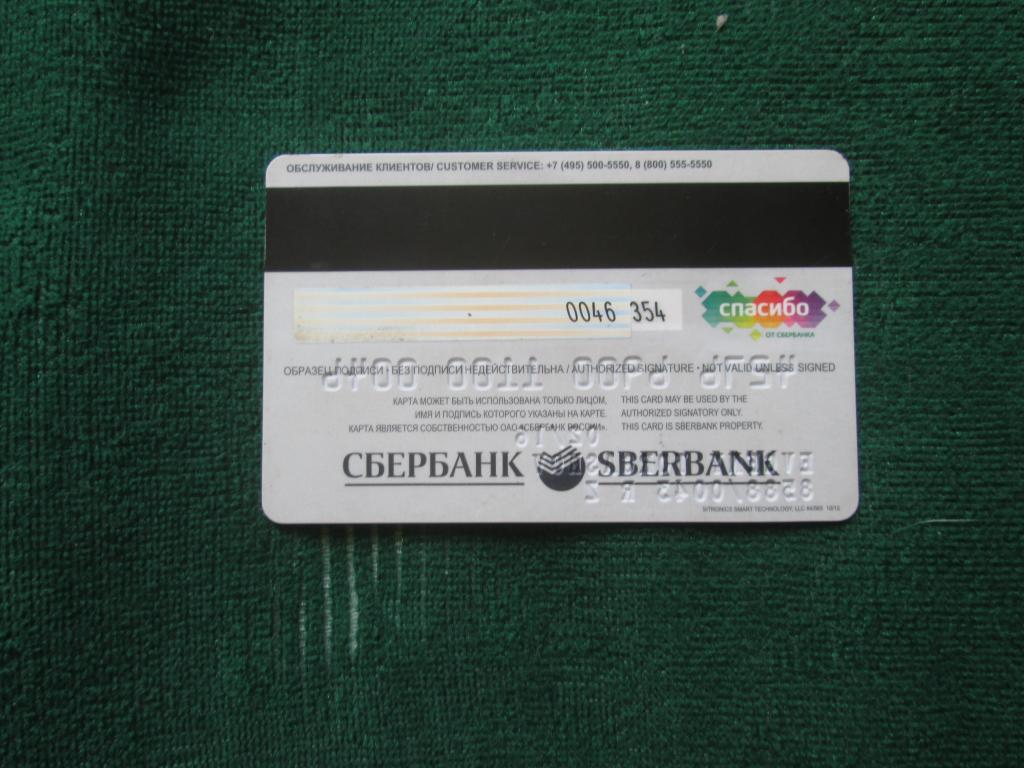 ОБСЛУЖИВАНИЕ КЛИЕНТОВ/ CUSTOMER SERVICE: +7 (495) 500-5550, 8 (800) 555-5550
0046 354
спасибо
ОТ СБЕРБАНКА
ОБРАЗЕЦ ПОДПИСИ • БЕЗ ПОДПИСИ НЕДЕЙСТВИТЕЛЬНА / AUTHORIZED SIGNATURE • NOT VALID UNLESS SIGNED
КАРТА МОЖЕТ БЫТЬ ИСПОЛЬЗОВАНА ТОЛЬКО ЛИЦОМ,
ИМЯ И ПОДПИСЬ КОТОРОГО УКАЗАНЫ НА КАРТЕ.
КАРТА ЯВЛЯЕТСЯ СОБСТВЕННОСТЬЮ ОАО "СБЕРБАНК РОССИИ".
THIS CARD MAY BE USED BY THE
AUTHORIZED SIGNATORY ONLY.
THIS CARD IS SBERBANK PROPERTY.
СБЕРБАНК SBERBANK
SITRONICS SMART TECHNOLOGY, LLC 10/12